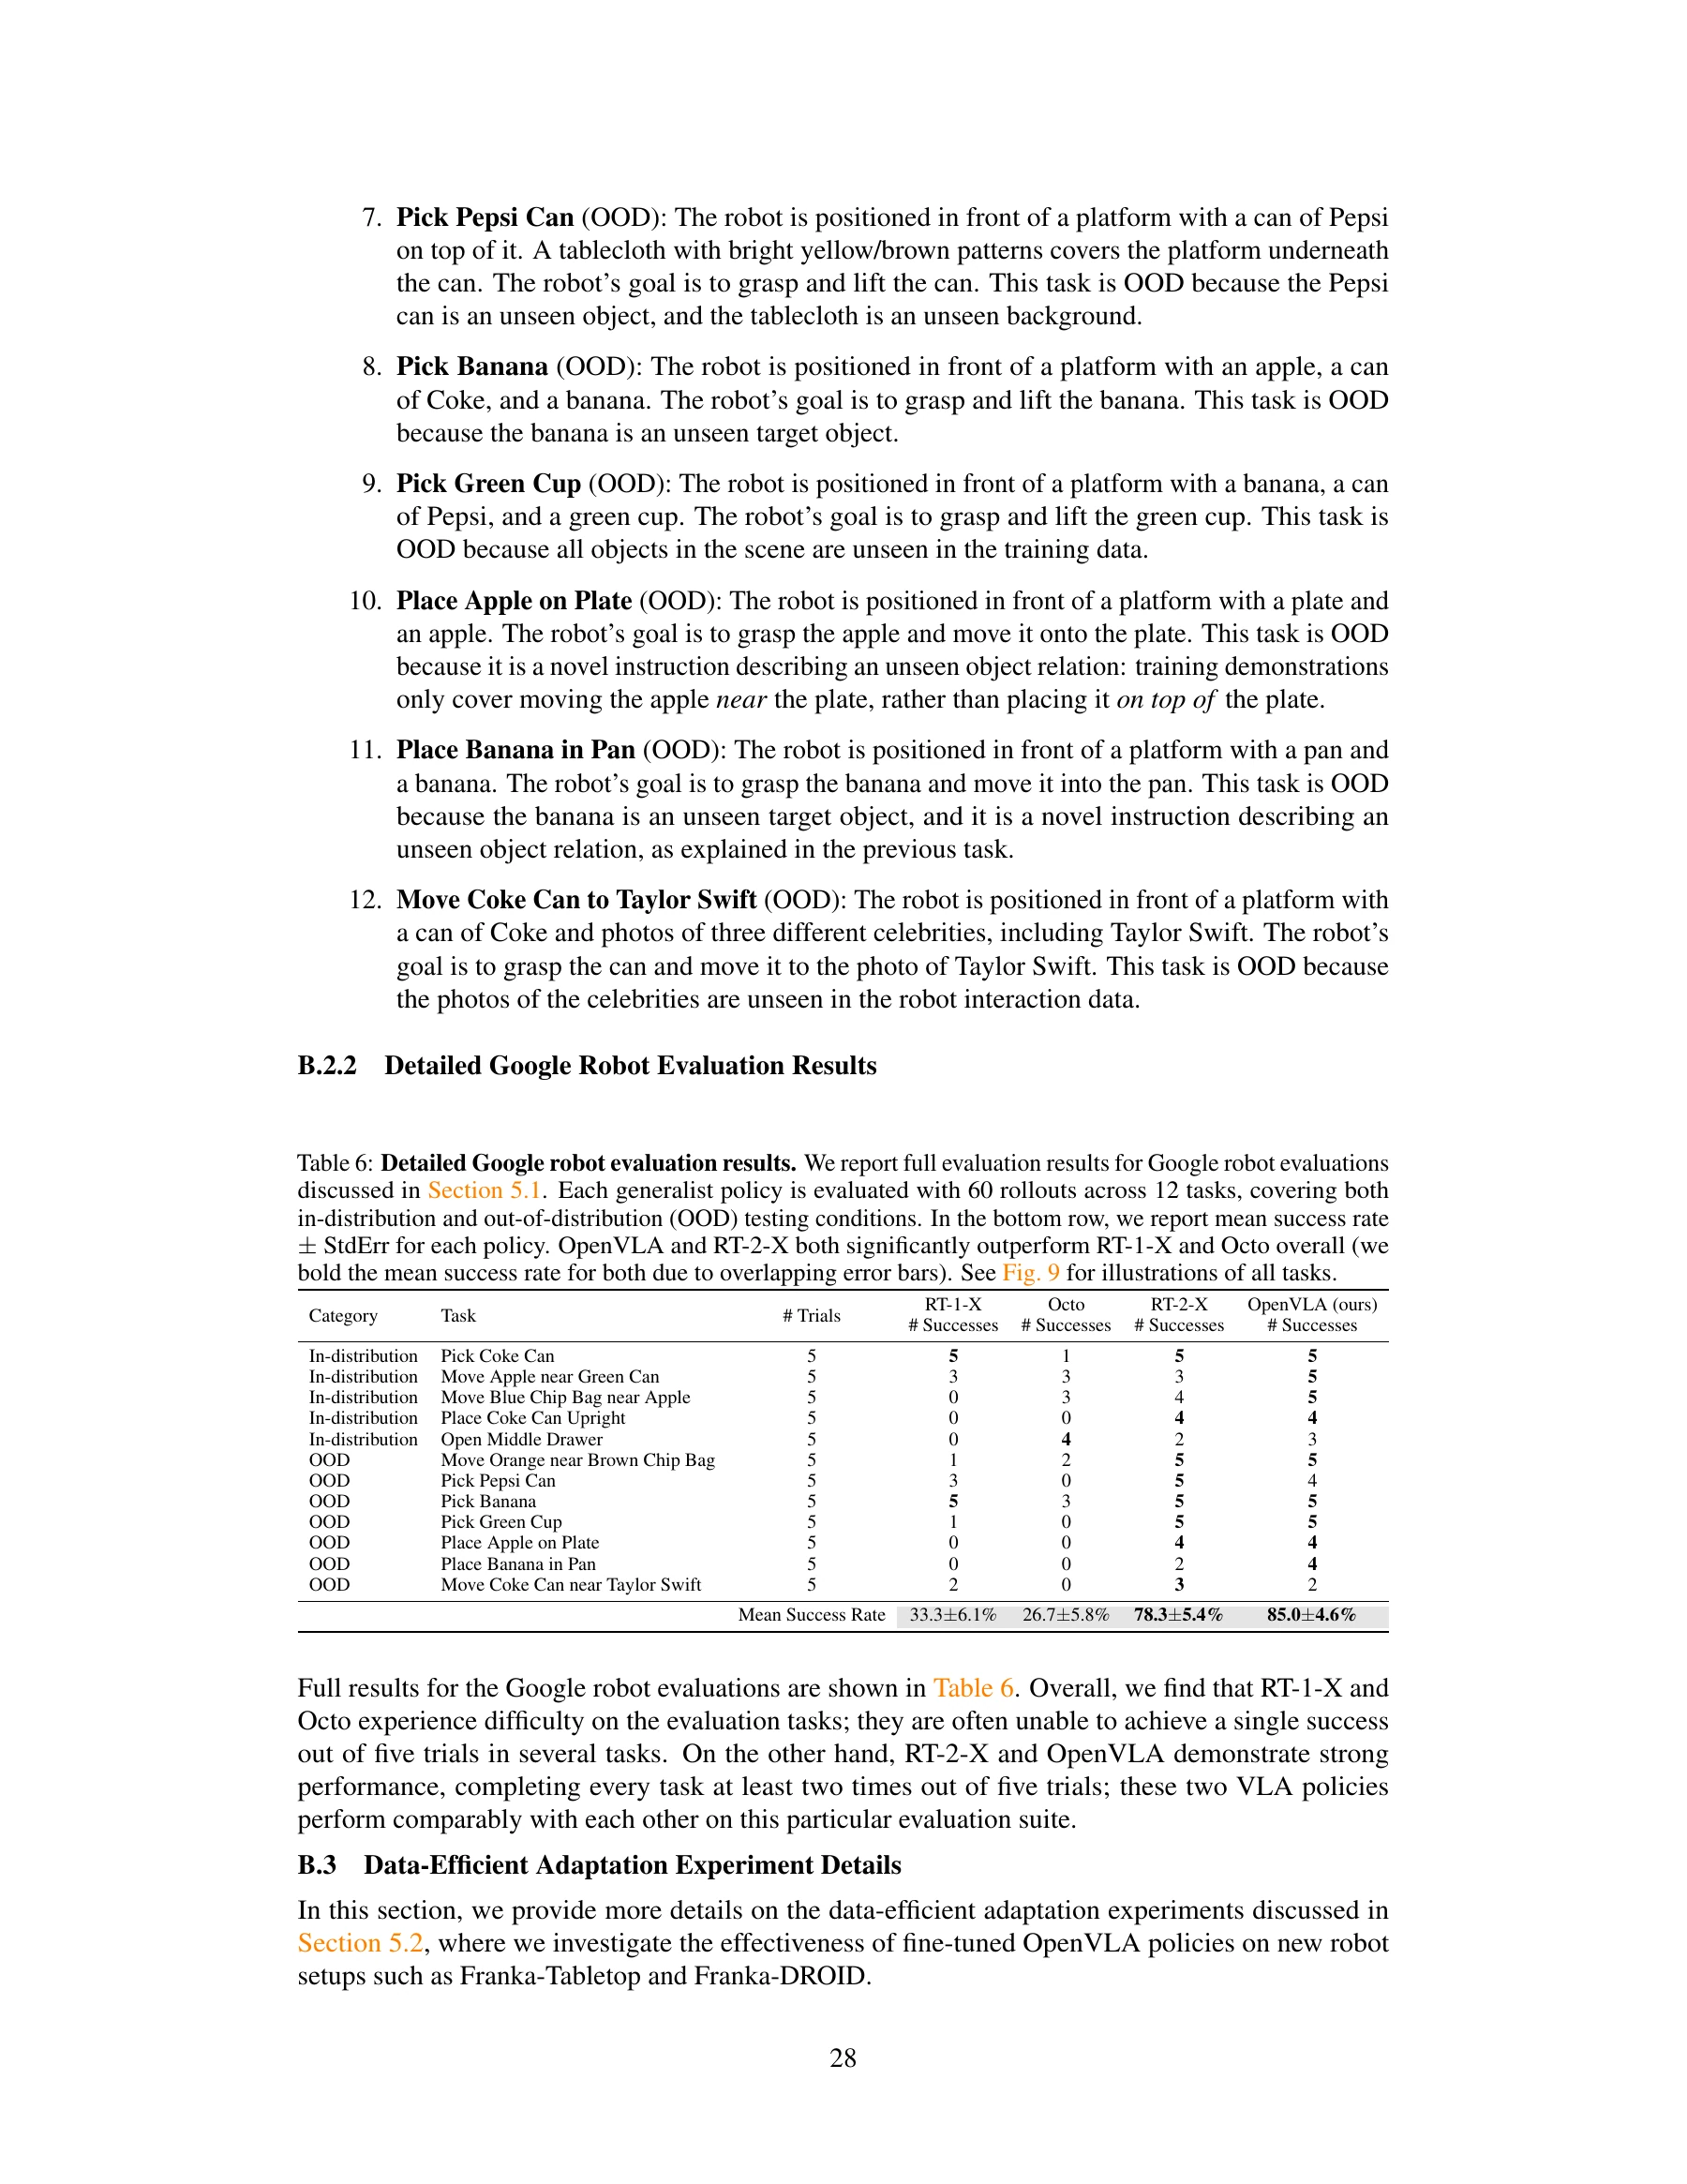 7. Pick Pepsi Can (OOD): The robot is positioned in front of a platform with a can of Pepsi
on top of it. A tablecloth with bright yellow/brown patterns covers the platform underneath
the can. The robot's goal is to grasp and lift the can. This task is OOD because the Pepsi
can is an unseen object, and the tablecloth is an unseen background.
8. Pick Banana (OOD): The robot is positioned in front of a platform with an apple, a can
of Coke, and a banana. The robot's goal is to grasp and lift the banana. This task is OOD
because the banana is an unseen target object.
9. Pick Green Cup (OOD): The robot is positioned in front of a platform with a banana, a can
of Pepsi, and a green cup. The robot's goal is to grasp and lift the green cup. This task is
OOD because all objects in the scene are unseen in the training data.
10. Place Apple on Plate (OOD): The robot is positioned in front of a platform with a plate and
an apple. The robot's goal is to grasp the apple and move it onto the plate. This task is OOD
because it is a novel instruction describing an unseen object relation: training demonstrations
only cover moving the apple near the plate, rather than placing it on top of the plate.
11. Place Banana in Pan (OOD): The robot is positioned in front of a platform with a pan and
a banana. The robot's goal is to grasp the banana and move it into the pan. This task is OOD
because the banana is an unseen target object, and it is a novel instruction describing an
unseen object relation, as explained in the previous task.
12. Move Coke Can to Taylor Swift (OOD): The robot is positioned in front of a platform with
a can of Coke and photos of three different celebrities, including Taylor Swift. The robot's
goal is to grasp the can and move it to the photo of Taylor Swift. This task is OOD because
the photos of the celebrities are unseen in the robot interaction data.
B.2.2 Detailed Google Robot Evaluation Results
Table 6: Detailed Google robot evaluation results. We report full evaluation results for Google robot evaluations
discussed in Section 5.1. Each generalist policy is evaluated with 60 rollouts across 12 tasks, covering both
in-distribution and out-of-distribution (OOD) testing conditions. In the bottom row, we report mean success rate
± StdErr for each policy. OpenVLA and RT-2-X both significantly outperform RT-1-X and Octo overall (we
bold the mean success rate for both due to overlapping error bars). See Fig. 9 for illustrations of all tasks.
Category Task # Trials RT-1-X # Successes Octo # Successes RT-2-X # Successes OpenVLA (ours) # Successes
In-distribution Pick Coke Can 5 5 1 5 5
In-distribution Move Apple near Green Can 5 3 3 3 5
In-distribution Move Blue Chip Bag near Apple 5 0 3 4 5
In-distribution Place Coke Can Upright 5 0 0 4 4
In-distribution Open Middle Drawer 5 0 4 2 3
OOD Move Orange near Brown Chip Bag 5 1 2 5 5
OOD Pick Pepsi Can 5 3 0 5 4
OOD Pick Banana 5 5 3 5 5
OOD Pick Green Cup 5 1 0 5 5
OOD Place Apple on Plate 5 0 0 4 4
OOD Place Banana in Pan 5 0 0 2 4
OOD Move Coke Can near Taylor Swift 5 2 0 3 2
Mean Success Rate 33.3±6.1% 26.7±5.8% 78.3±5.4% 85.0±4.6%
Full results for the Google robot evaluations are shown in Table 6. Overall, we find that RT-1-X and
Octo experience difficulty on the evaluation tasks; they are often unable to achieve a single success
out of five trials in several tasks. On the other hand, RT-2-X and OpenVLA demonstrate strong
performance, completing every task at least two times out of five trials; these two VLA policies
perform comparably with each other on this particular evaluation suite.
B.3 Data-Efficient Adaptation Experiment Details
In this section, we provide more details on the data-efficient adaptation experiments discussed in
Section 5.2, where we investigate the effectiveness of fine-tuned OpenVLA policies on new robot
setups such as Franka-Tabletop and Franka-DROID.
28